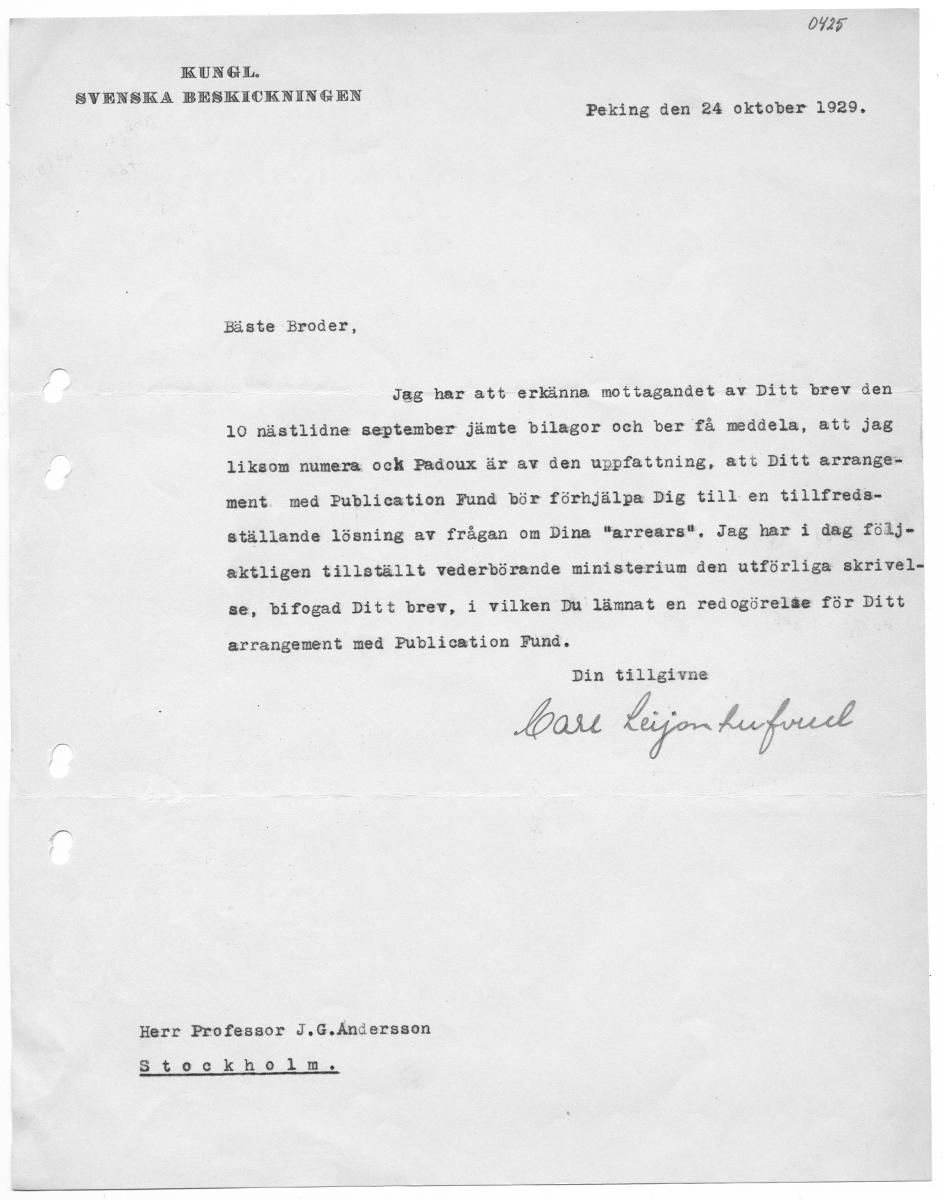 0425
KUNGL.
SVENSKA BESKICKNINGEN
Peking den 24 oktober 1929.
Bäste Broder,
Jag har att erkänna mottagandet av Ditt brev den
10 nästlidne september jämte bilagor och ber få meddela, att jag
liksom numera ock Padoux är av den uppfattning, att Ditt arrange-
ment med Publication Fund bör förhjälpa Dig till en tillfreds-
ställande lösning av frågan om Dina "arrears". Jag har i dag följ-
aktligen tillställt vederbörande ministerium den utförliga skrivel-
se, bifogad Ditt brev, i vilken Du lämnat en redogörelse för Ditt
arrangement med Publication Fund.
Din tillgivne
Carl Leijonhufvud
Herr Professor J.G.Andersson
Stockholm.